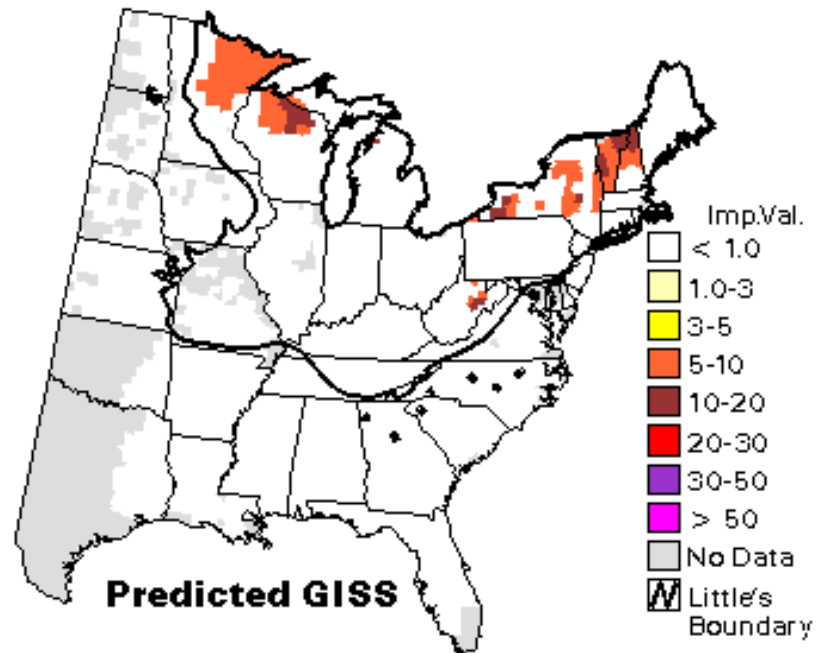 Imp.Val.
< 1.0
1.0-3
3-5
5-10
10-20
20-30
30-50
> 50
No Data
Little's
Boundary
Predicted GISS